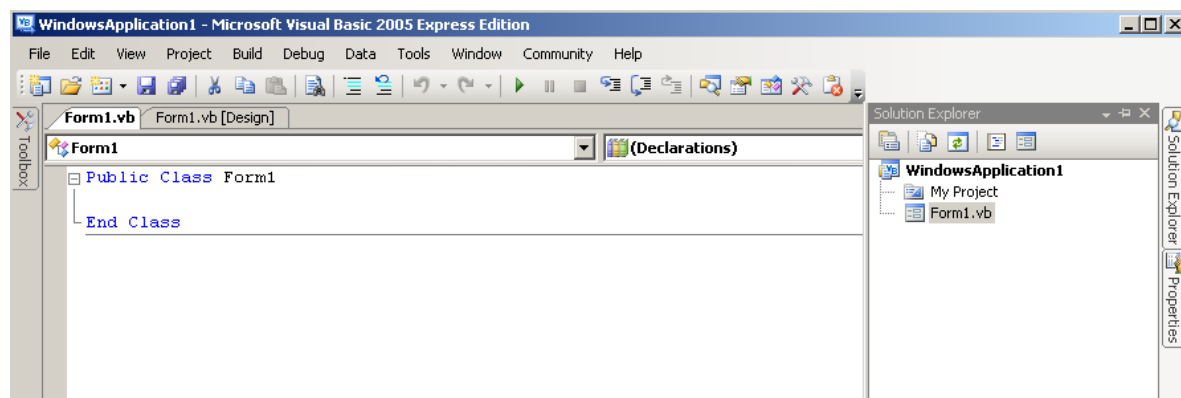 WindowsApplication1 - Microsoft Visual Basic 2005 Express Edition
File Edit View Project Build Debug Data Tools Window Community Help
Form1.vb Form1.vb [Design]
Form1 (Declarations)
Public Class Form1
End Class
Toolbox
Solution Explorer
WindowsApplication1
My Project
Form1.vb
Solution Explorer
Properties